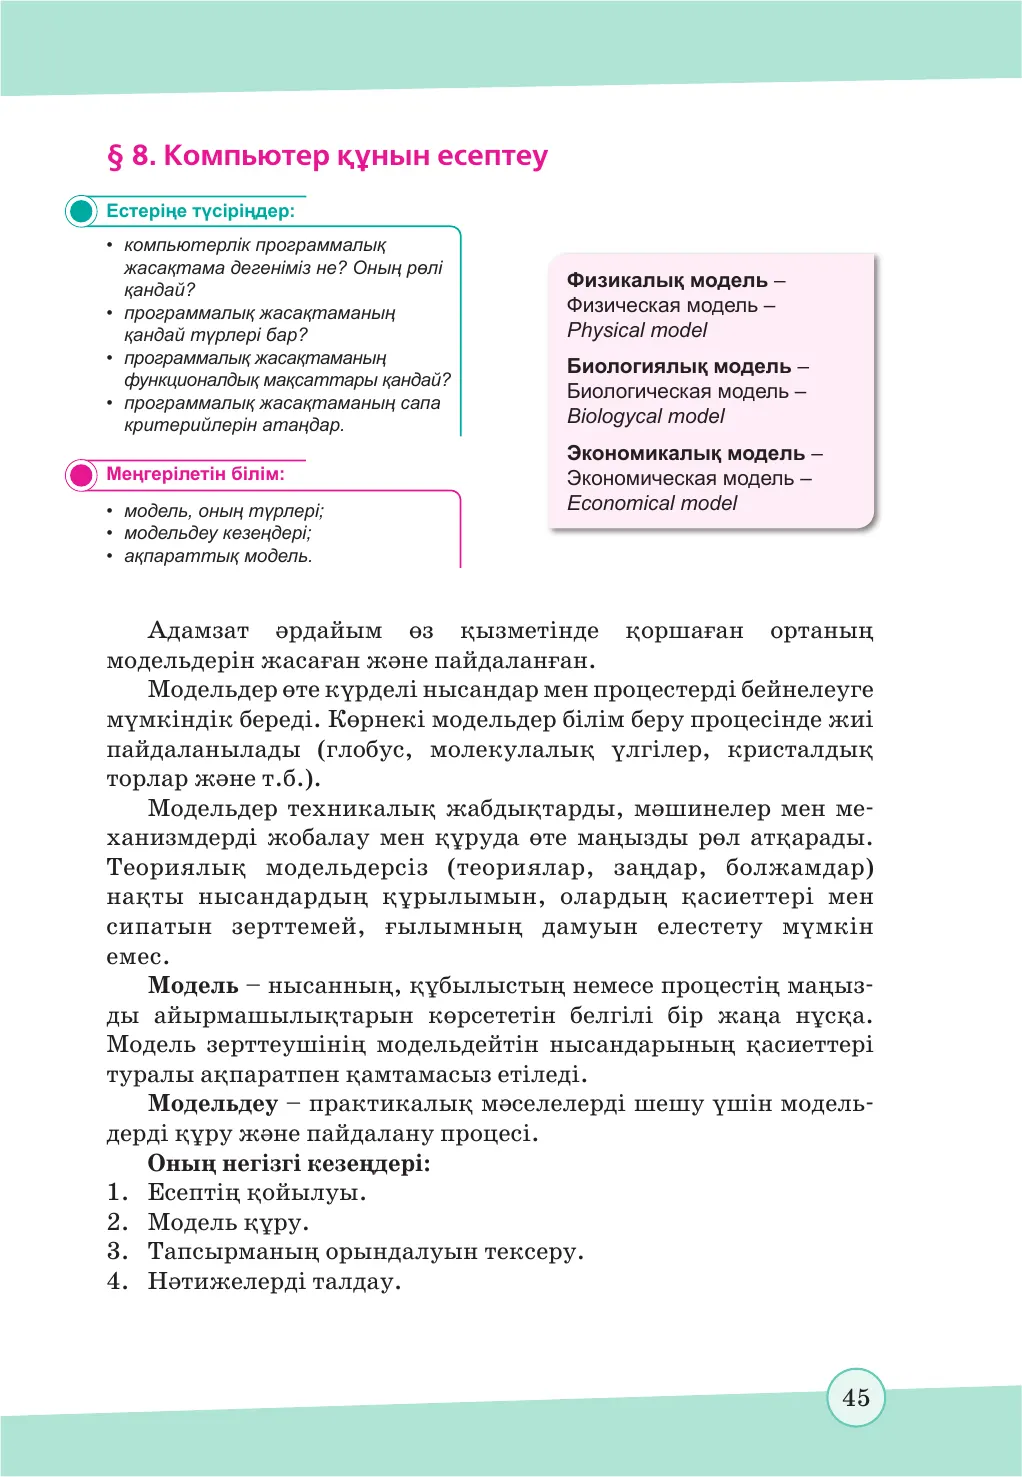 § 8. Компьютер құнын есептеу
Естеріңе түсіріңдер:
• компьютерлік программалық
жасақтама дегеніміз не? Оның рөлі
қандай?
• программалық жасақтаманың
қандай түрлері бар?
• программалық жасақтаманың
функционалдық мақсаттары қандай?
• программалық жасақтаманың сапа
критерийлерін атаңдар.
Меңгерілетін білім:
• модель, оның түрлері;
• модельдеу кезеңдері;
• ақпараттық модель.
Физикалық модель –
Физическая модель –
Physical model
Биологиялық модель –
Биологическая модель –
Biologycal model
Экономикалық модель –
Экономическая модель –
Economical model
Адамзат әрдайым өз қызметінде қоршаған ортаның
модельдерін жасаған және пайдаланған.
Модельдер өте күрделі нысандар мен процестерді бейнелеуге
мүмкіндік береді. Көрнекі модельдер білім беру процесінде жиі
пайдаланылады (глобус, молекулалық үлгілер, кристалдық
торлар және т.б.).
Модельдер техникалық жабдықтарды, мәшинелер мен ме-
ханизмдерді жобалау мен құруда өте маңызды рөл атқарады.
Теориялық модельдерсіз (теориялар, заңдар, болжамдар)
нақты нысандардың құрылымын, олардың қасиеттері мен
сипатын зерттемей, ғылымның дамуын елестету мүмкін
емес.
Модель – нысанның, құбылыстың немесе процестің маңыз-
ды айырмашылықтарын көрсететін белгілі бір жаңа нұсқа.
Модель зерттеушінің модельдейтін нысандарының қасиеттері
туралы ақпаратпен қамтамасыз етіледі.
Модельдеу – практикалық мәселелерді шешу үшін модель-
дерді құру және пайдалану процесі.
Оның негізгі кезеңдері:
1. Есептің қойылуы.
2. Модель құру.
3. Тапсырманың орындалуын тексеру.
4. Нәтижелерді талдау.
45